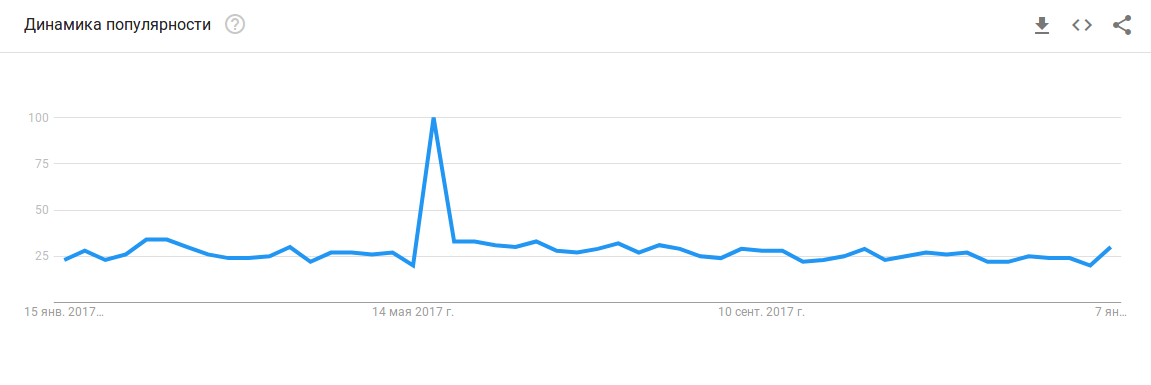 Динамика популярности ?
100
75
50
25
15 янв. 2017…
14 мая 2017 г.
10 сент. 2017 г.
7 ян…